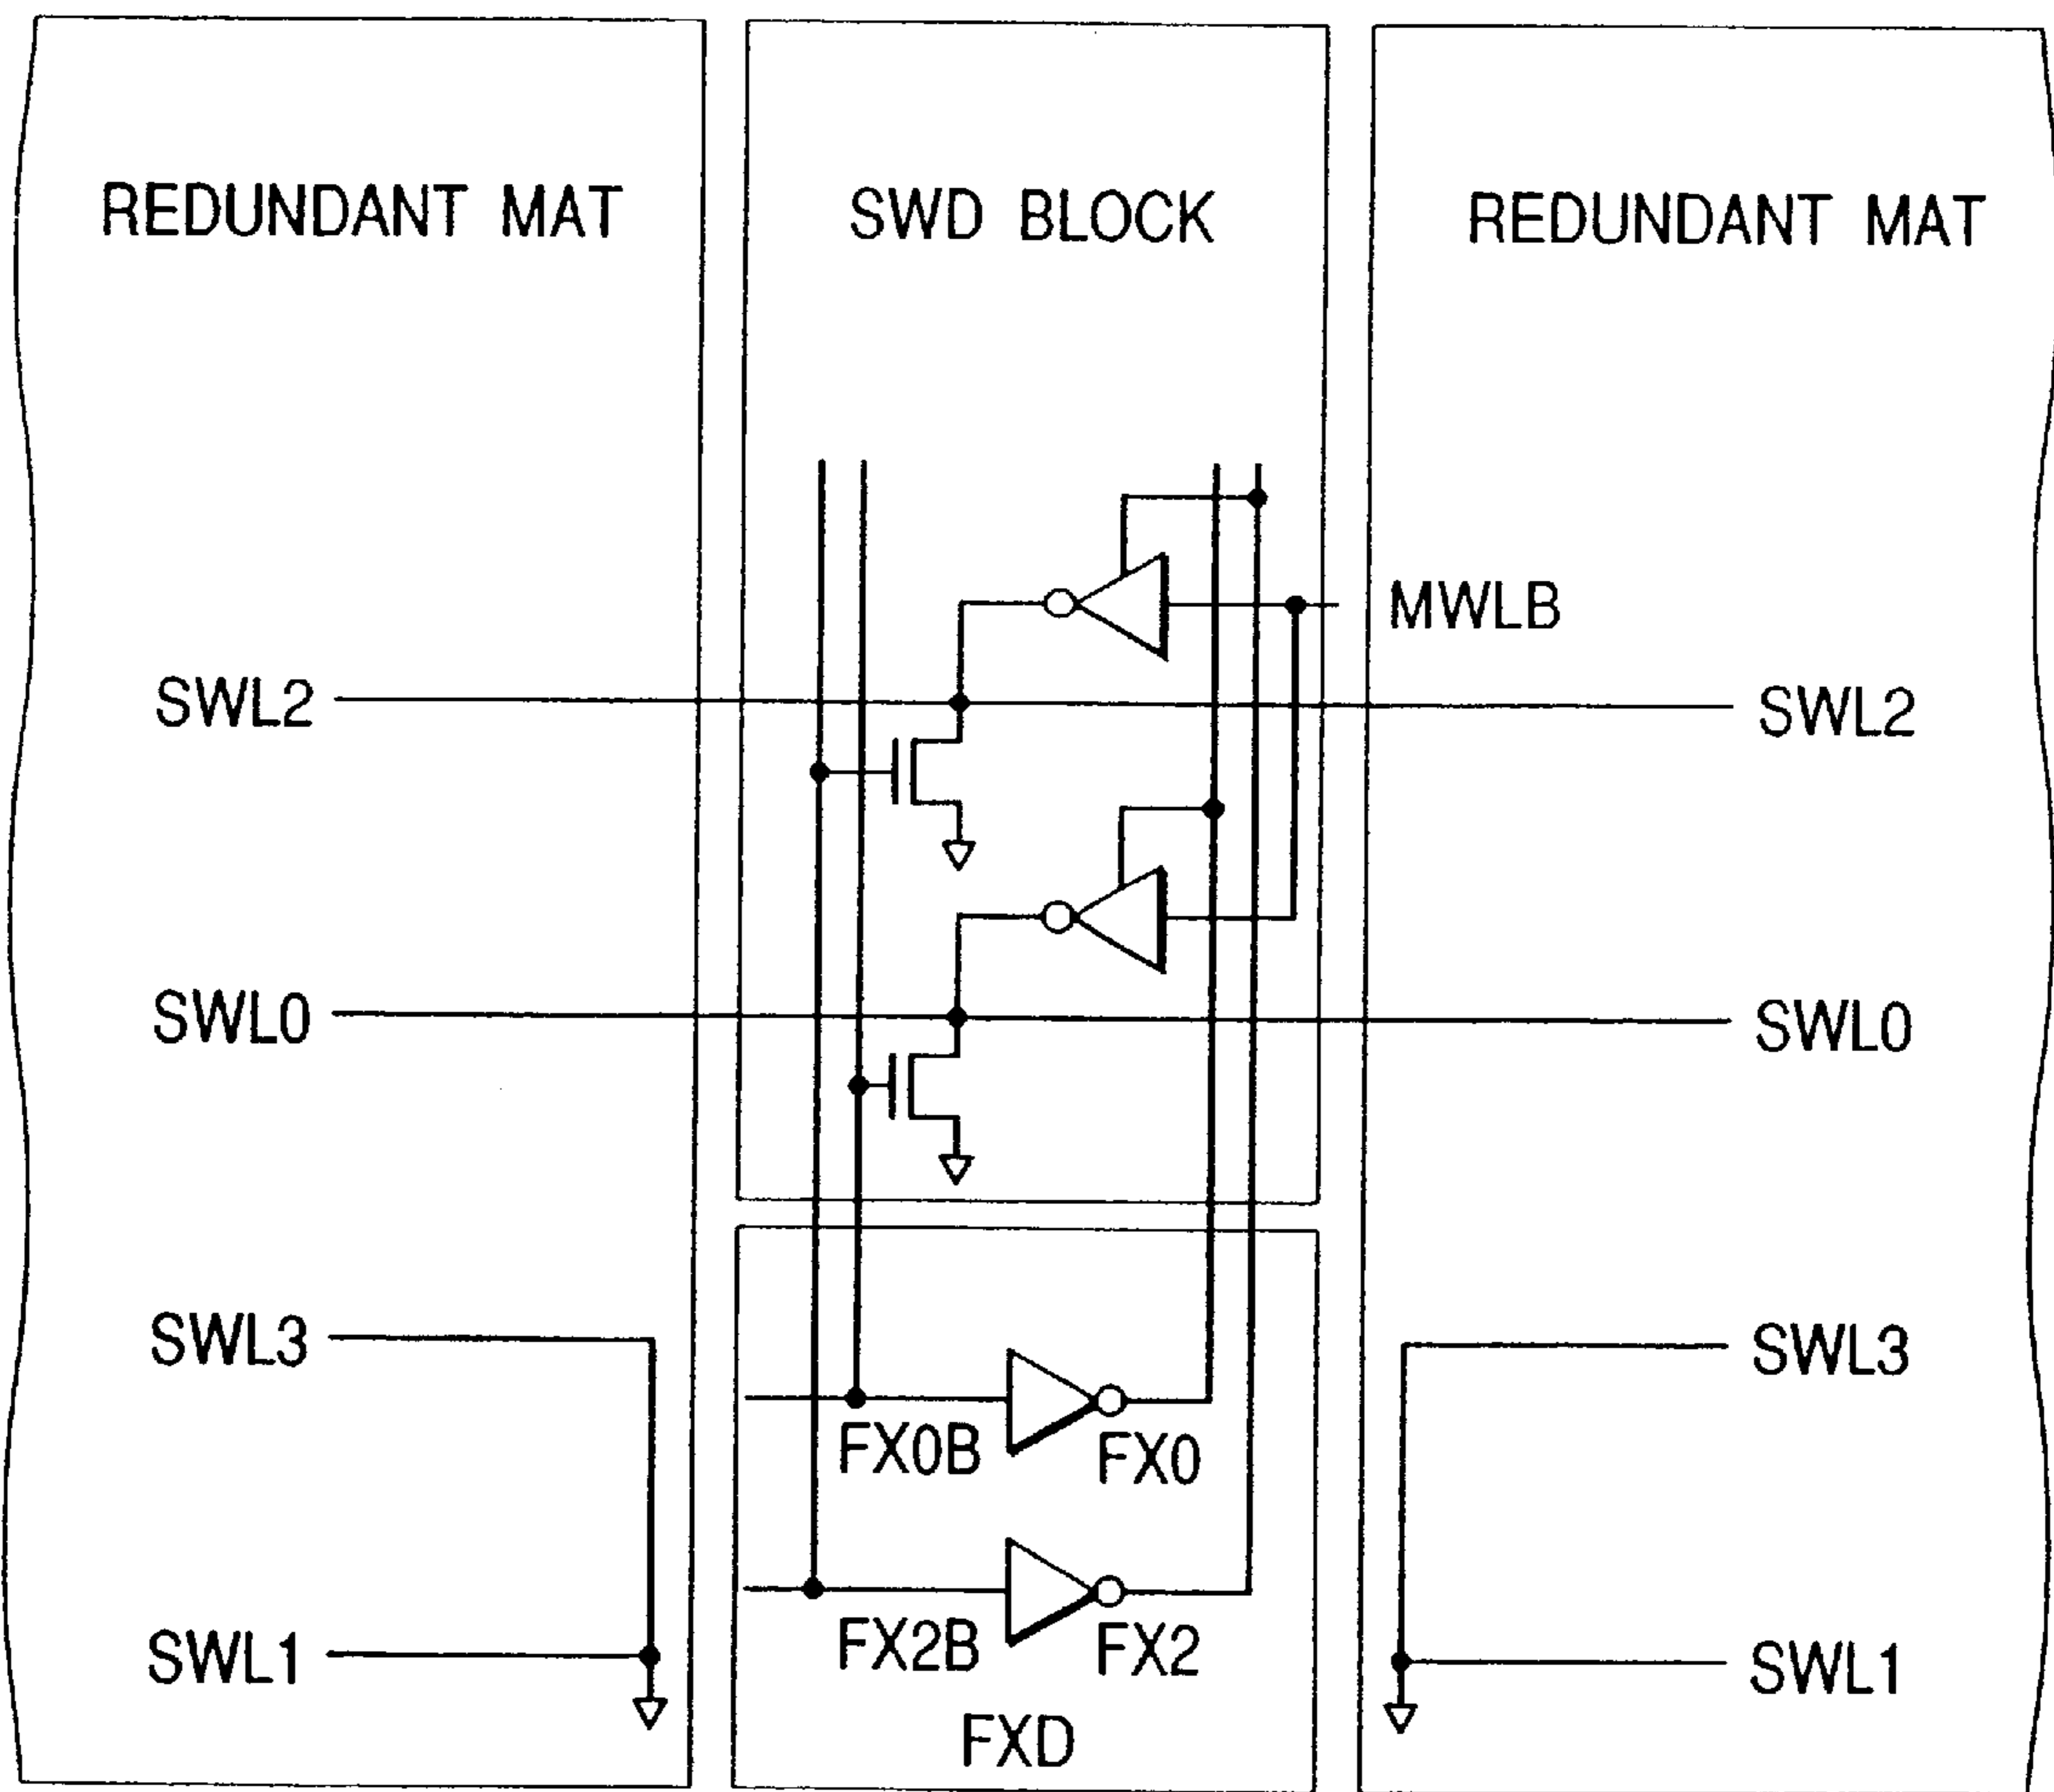 REDUNDANT MAT
SWD BLOCK
REDUNDANT MAT
MWLB
SWL2
SWL2
SWL0
SWL0
SWL3
SWL3
FX0B
FX0
FX2B
FX2
SWL1
SWL1
FXD